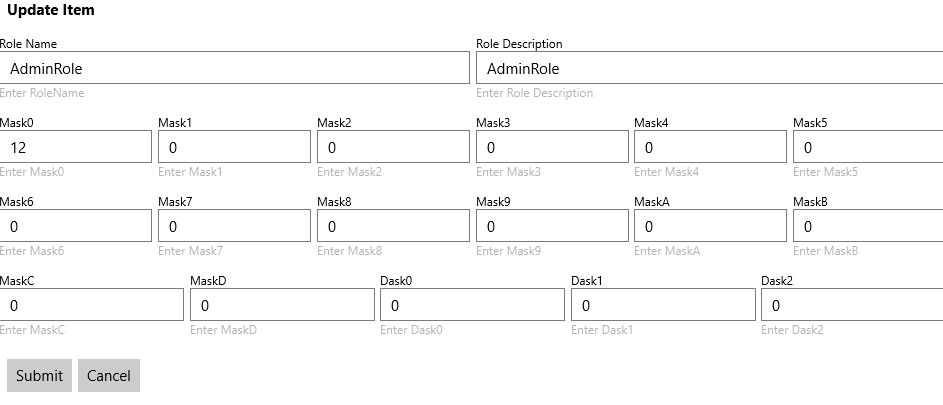 Update Item
Role Name Role Description
AdminRole AdminRole
Enter RoleName Enter Role Description
Mask0 Mask1 Mask2 Mask3 Mask4 Mask5
12 0 0 0 0 0
Enter Mask0 Enter Mask1 Enter Mask2 Enter Mask3 Enter Mask4 Enter Mask5
Mask6 Mask7 Mask8 Mask9 MaskA MaskB
0 0 0 0 0 0
Enter Mask6 Enter Mask7 Enter Mask8 Enter Mask9 Enter MaskA Enter MaskB
MaskC MaskD Dask0 Dask1 Dask2
0 0 0 0 0
Enter MaskC Enter MaskD Enter Dask0 Enter Dask1 Enter Dask2
Submit Cancel